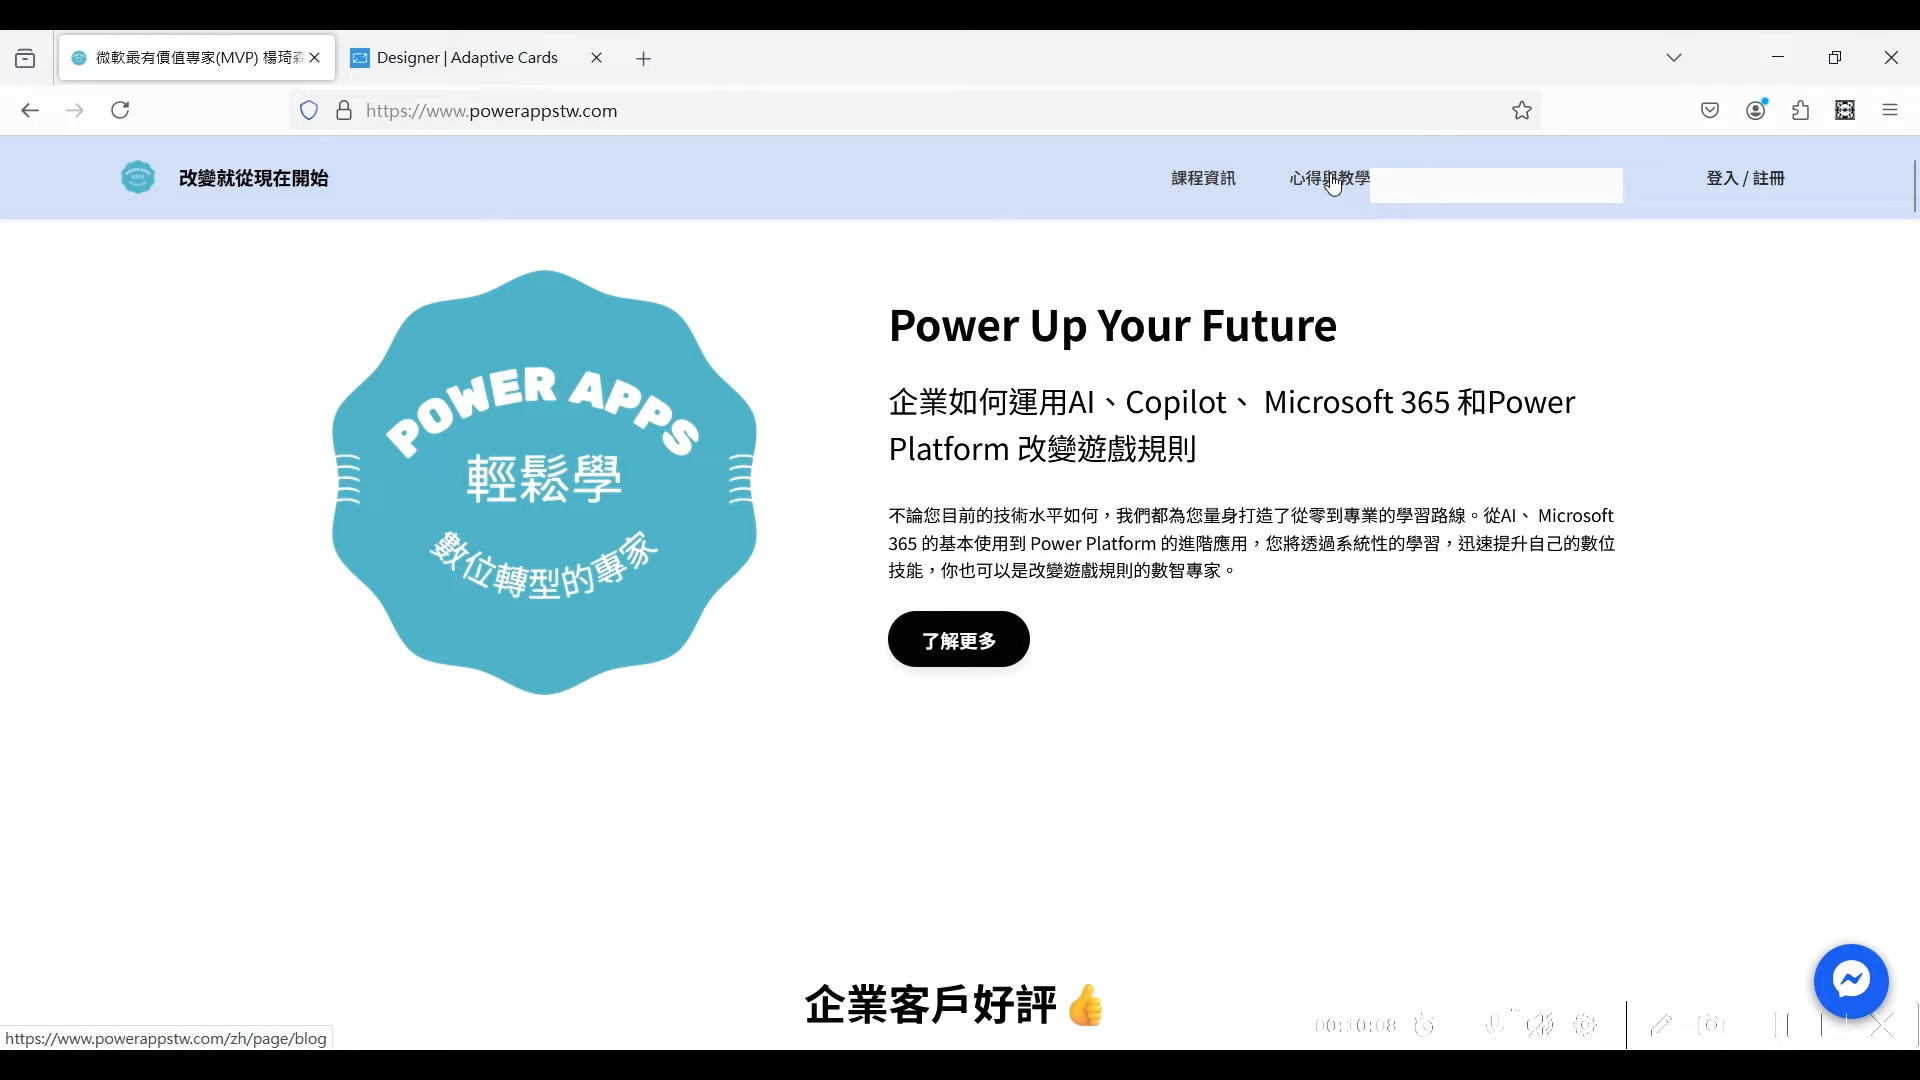 微軟最有價值專家(MVP) 楊琦森
Designer | Adaptive Cards
https://www.powerappstw.com
改變就從現在開始
課程資訊
心得與教學
登入 / 註冊
POWER APPS
輕鬆學
數位轉型的專家
Power Up Your Future
企業如何運用AI、Copilot、 Microsoft 365 和Power
Platform 改變遊戲規則
不論您目前的技術水平如何，我們都為您量身打造了從零到專業的學習路線。從AI、 Microsoft
365 的基本使用到 Power Platform 的進階應用，您將透過系統性的學習，迅速提升自己的數位
技能，你也可以是改變遊戲規則的數智專家。
了解更多
企業客戶好評👍
00:10:08
https://www.powerappstw.com/zh/page/blog